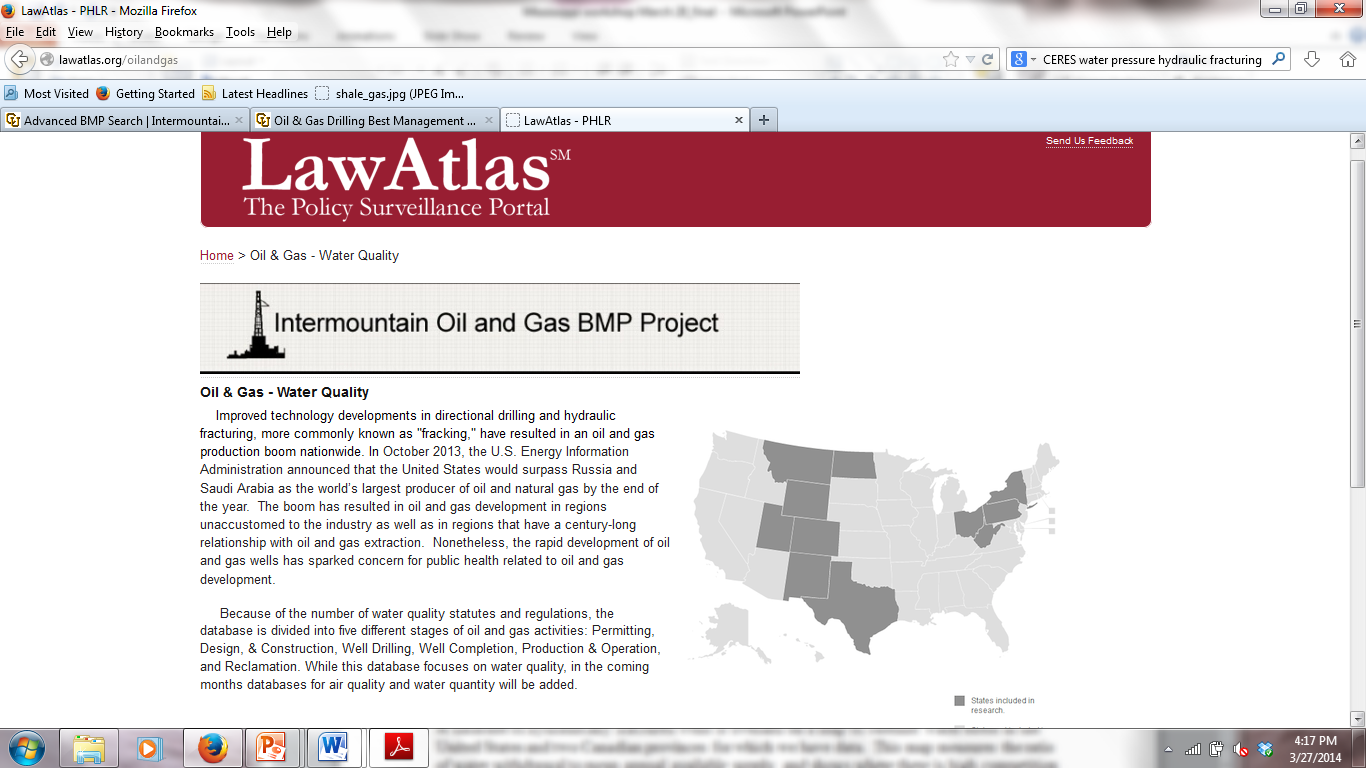 LawAtlas - PHLR - Mozilla Firefox
File Edit View History Bookmarks Tools Help
lawatlas.org/oilandgas
CERES water pressure hydraulic fracturing
Most Visited Getting Started Latest Headlines shale_gas.jpg (JPEG Im...
Advanced BMP Search | Intermountai... Oil & Gas Drilling Best Management ... LawAtlas - PHLR
Send Us Feedback
LawAtlas SM
The Policy Surveillance Portal
Home > Oil & Gas - Water Quality
Intermountain Oil and Gas BMP Project
Oil & Gas - Water Quality
Improved technology developments in directional drilling and hydraulic
fracturing, more commonly known as "fracking," have resulted in an oil and gas
production boom nationwide. In October 2013, the U.S. Energy Information
Administration announced that the United States would surpass Russia and
Saudi Arabia as the world's largest producer of oil and natural gas by the end of
the year. The boom has resulted in oil and gas development in regions
unaccustomed to the industry as well as in regions that have a century-long
relationship with oil and gas extraction. Nonetheless, the rapid development of oil
and gas wells has sparked concern for public health related to oil and gas
development.
Because of the number of water quality statutes and regulations, the
database is divided into five different stages of oil and gas activities: Permitting,
Design, & Construction, Well Drilling, Well Completion, Production & Operation,
and Reclamation. While this database focuses on water quality, in the coming
months databases for air quality and water quantity will be added.
States included in
research.
4:17 PM
3/27/2014